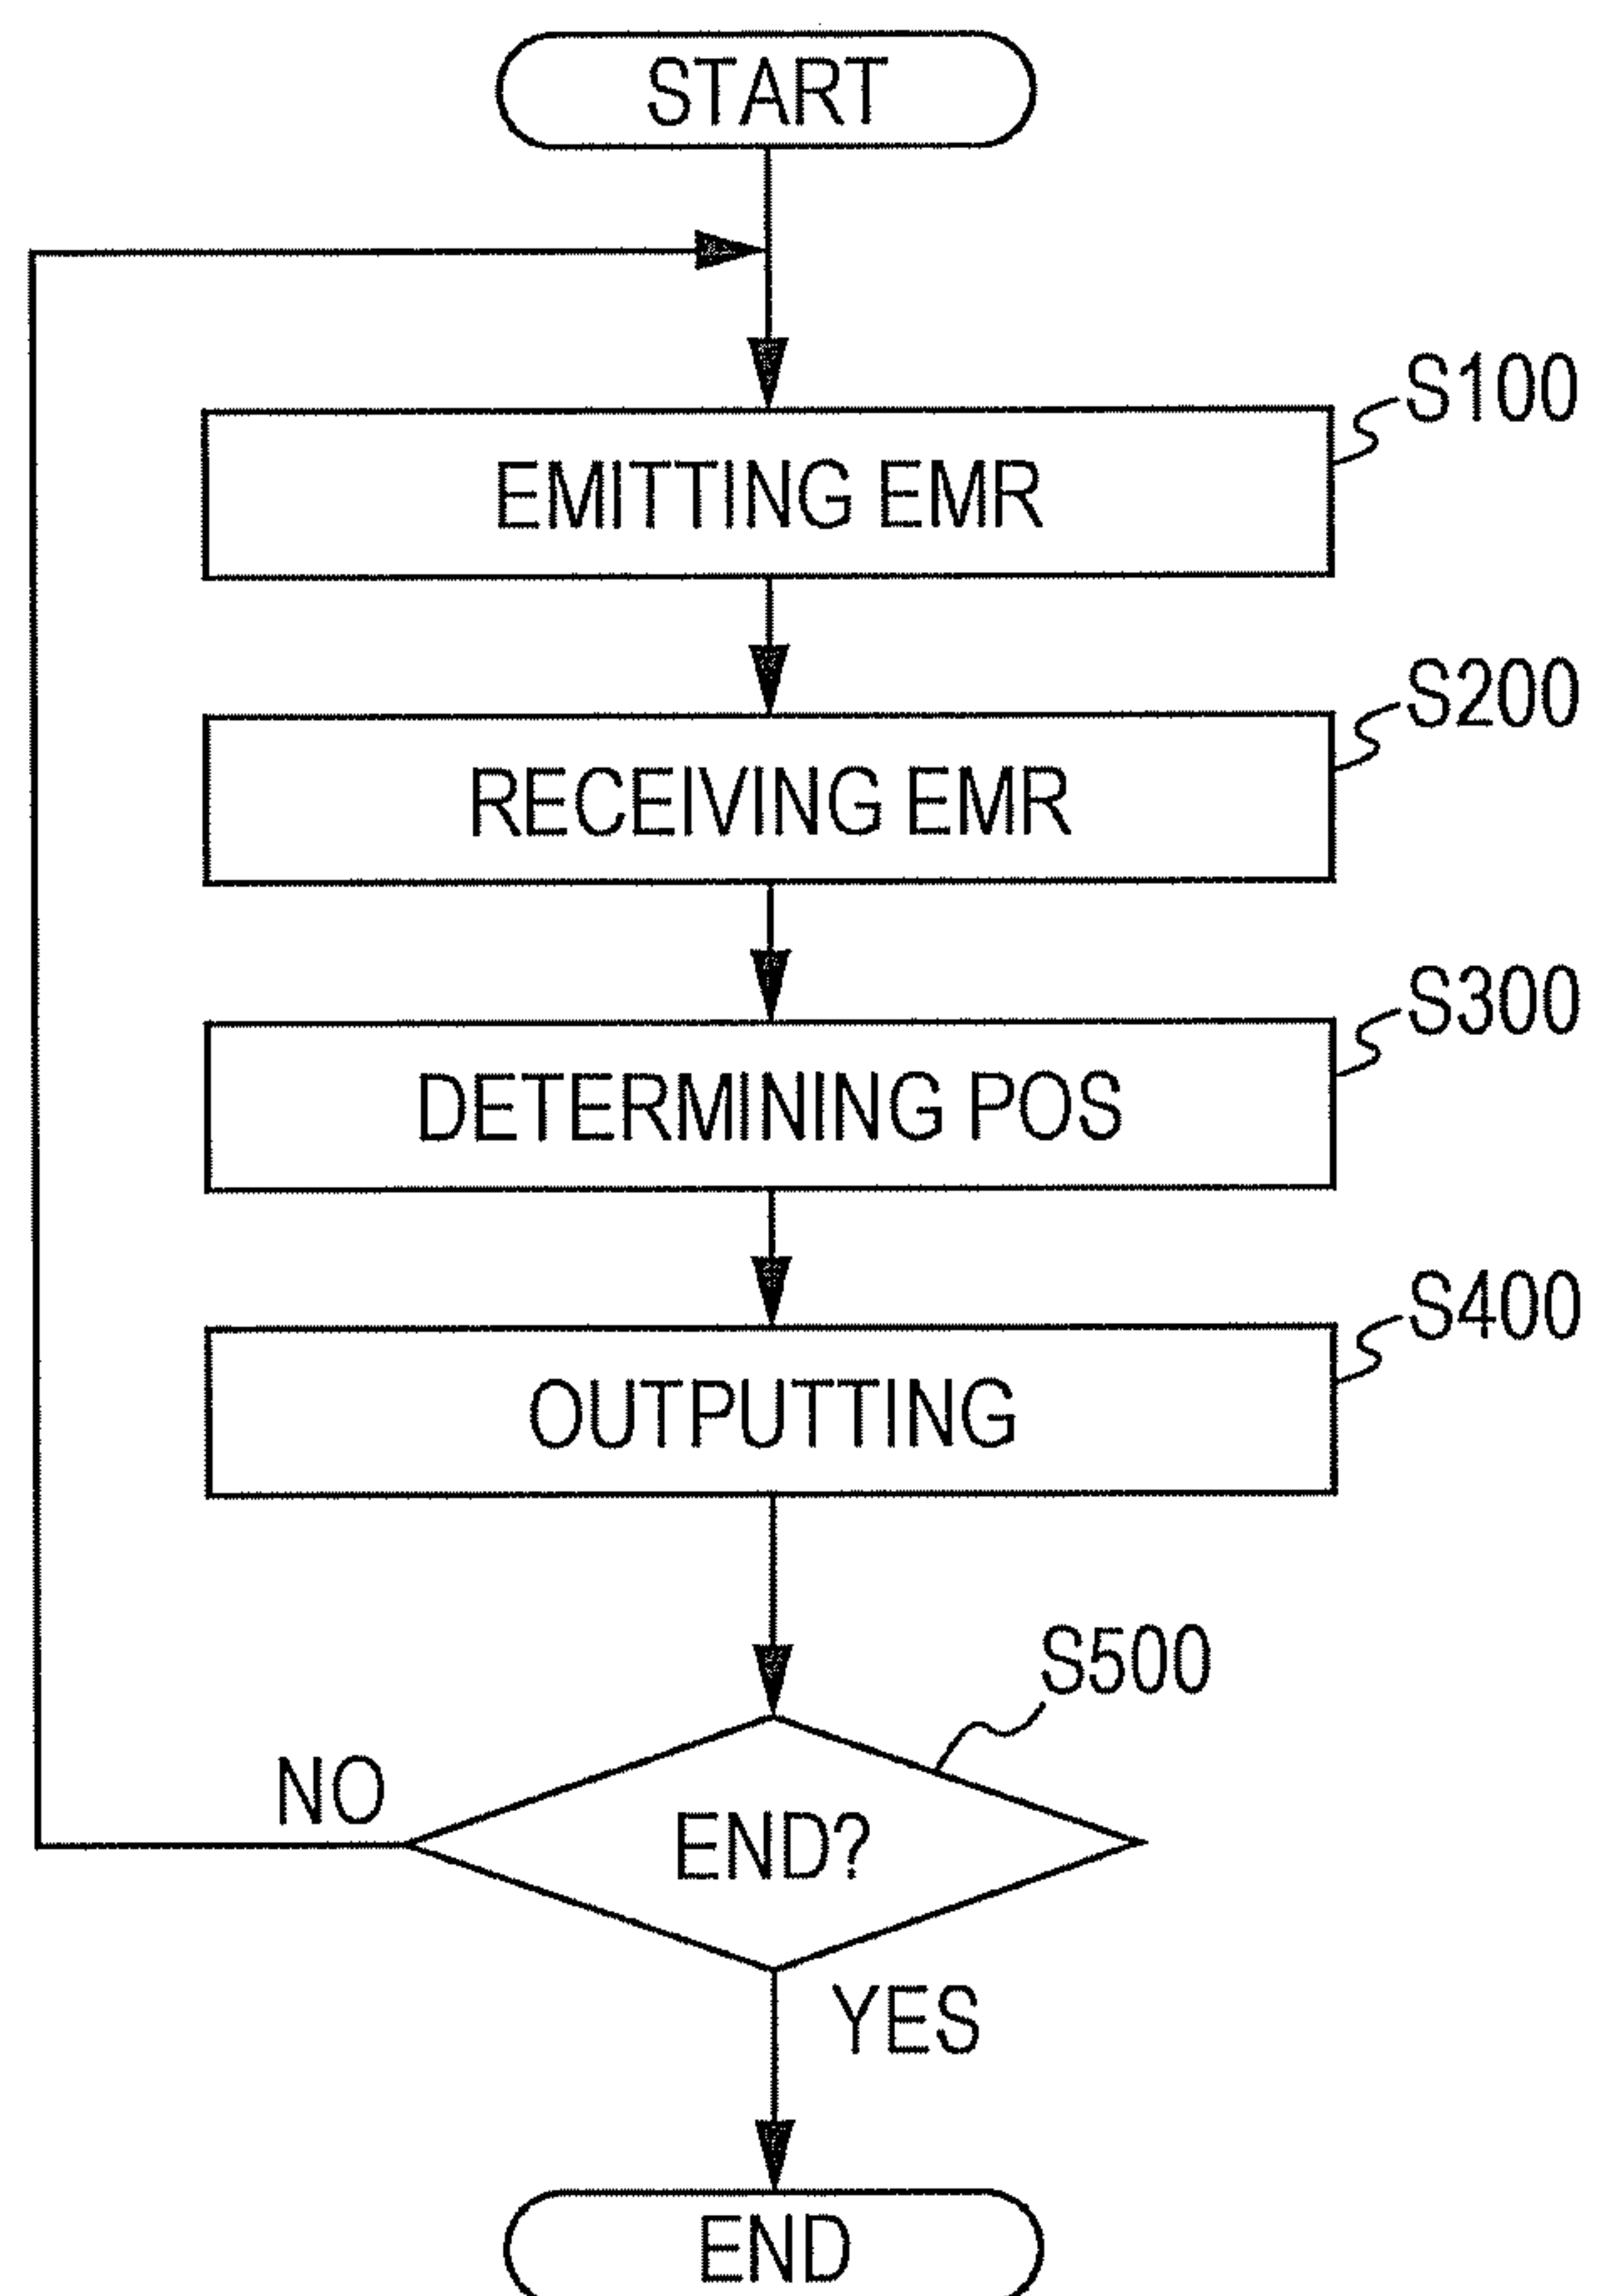 START
S100
EMITTING EMR
S200
RECEIVING EMR
S300
DETERMINING POS
S400
OUTPUTTING
S500
NO
END?
YES
END